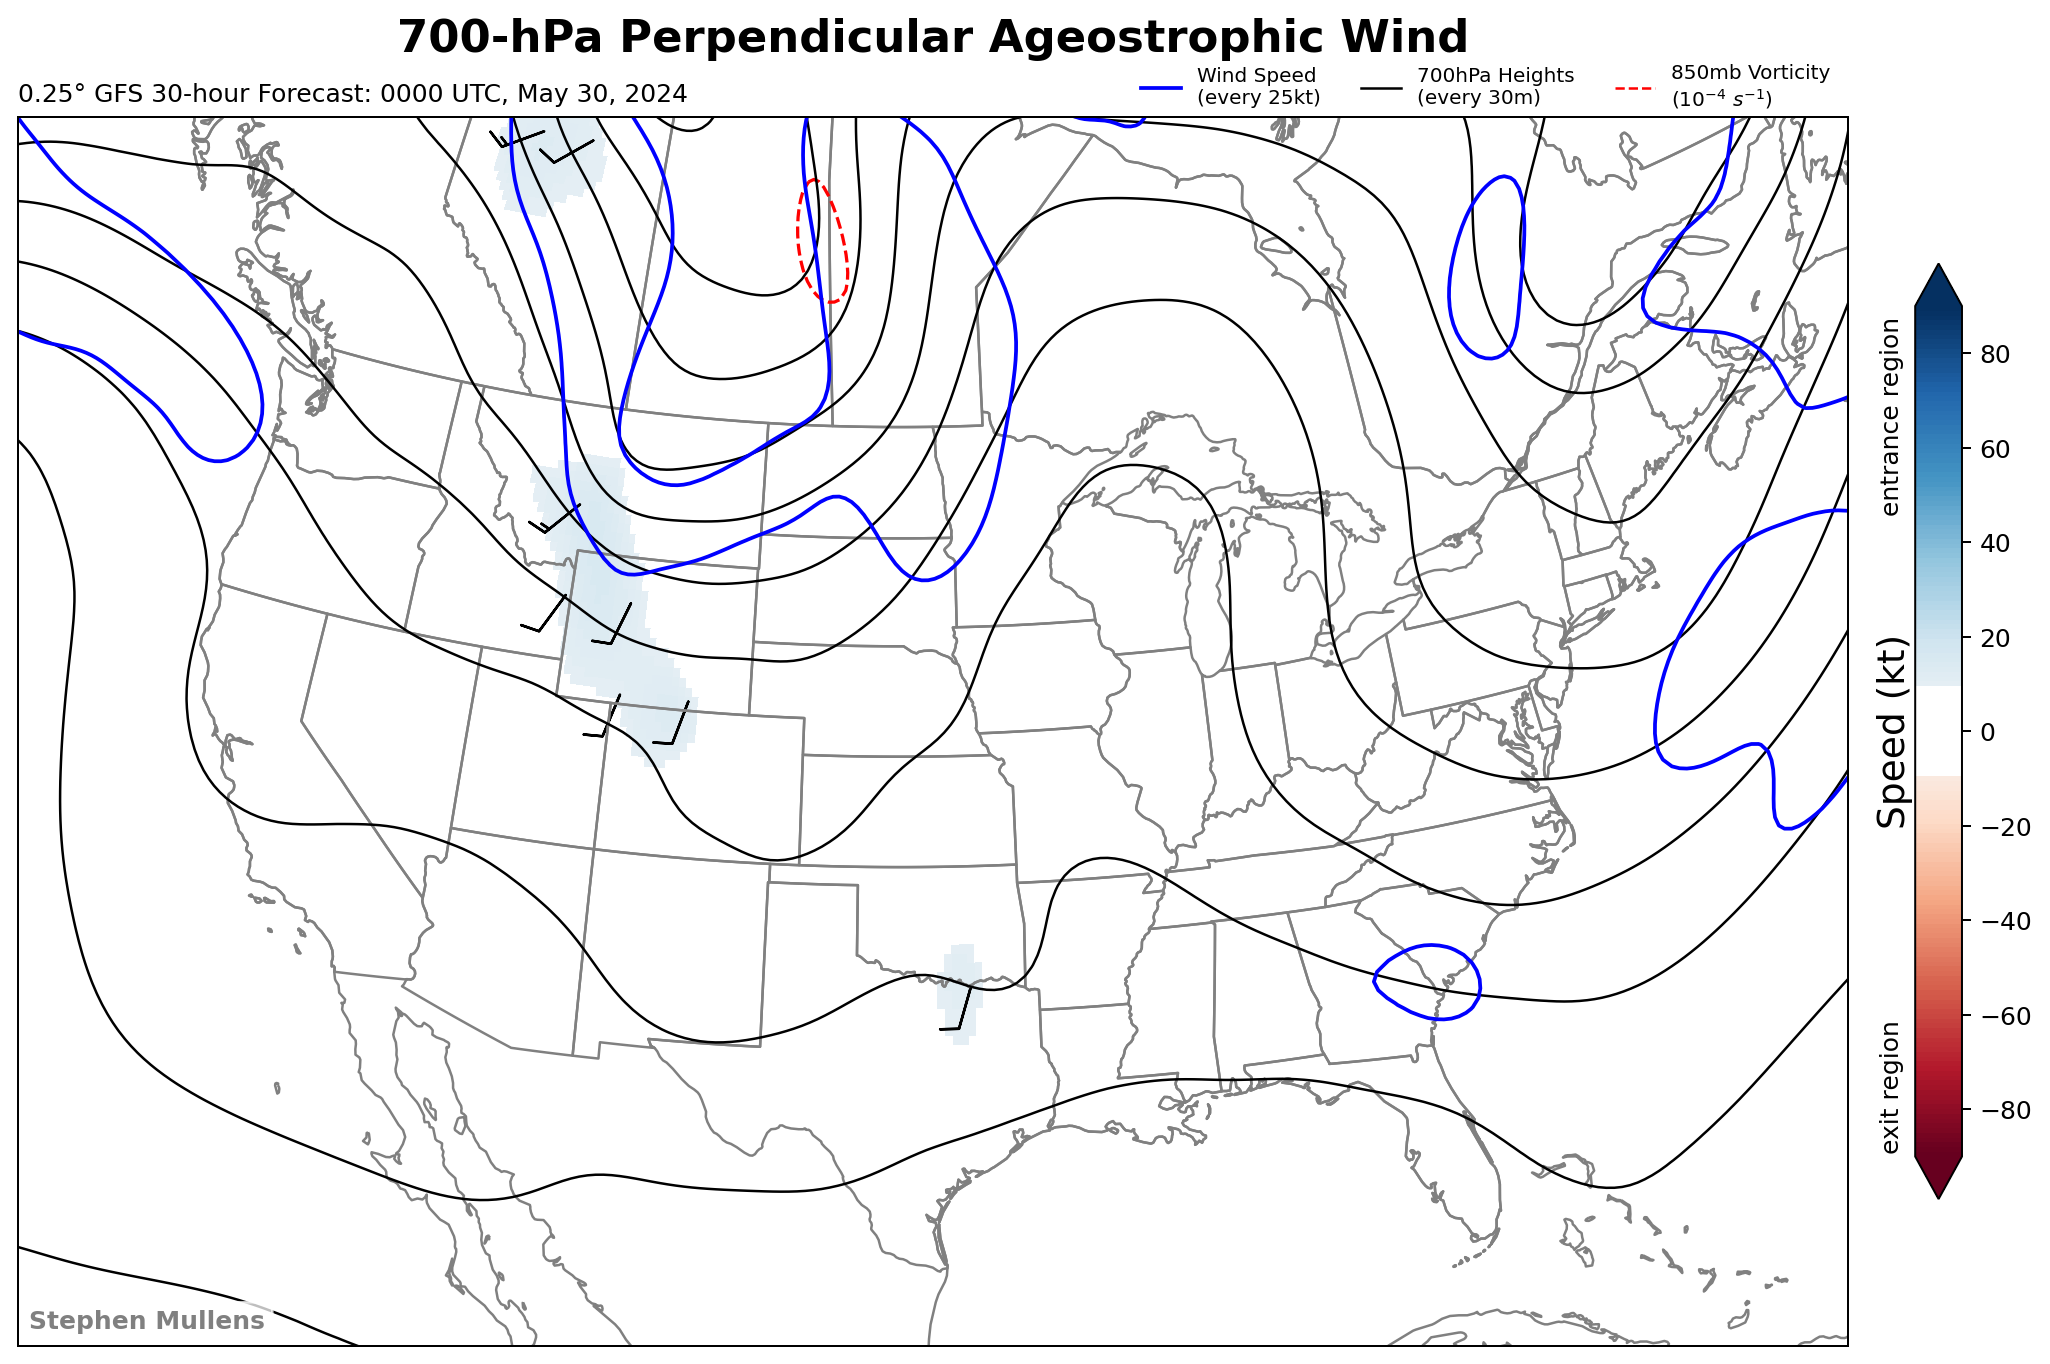 700-hPa Perpendicular Ageostrophic Wind
0.25° GFS 30-hour Forecast: 0000 UTC, May 30, 2024
Wind Speed
(every 25kt)
700hPa Heights
(every 30m)
850mb Vorticity
(10⁻⁴ s⁻¹)
entrance region
Speed (kt)
exit region
80
60
40
20
0
−20
−40
−60
−80
Stephen Mullens